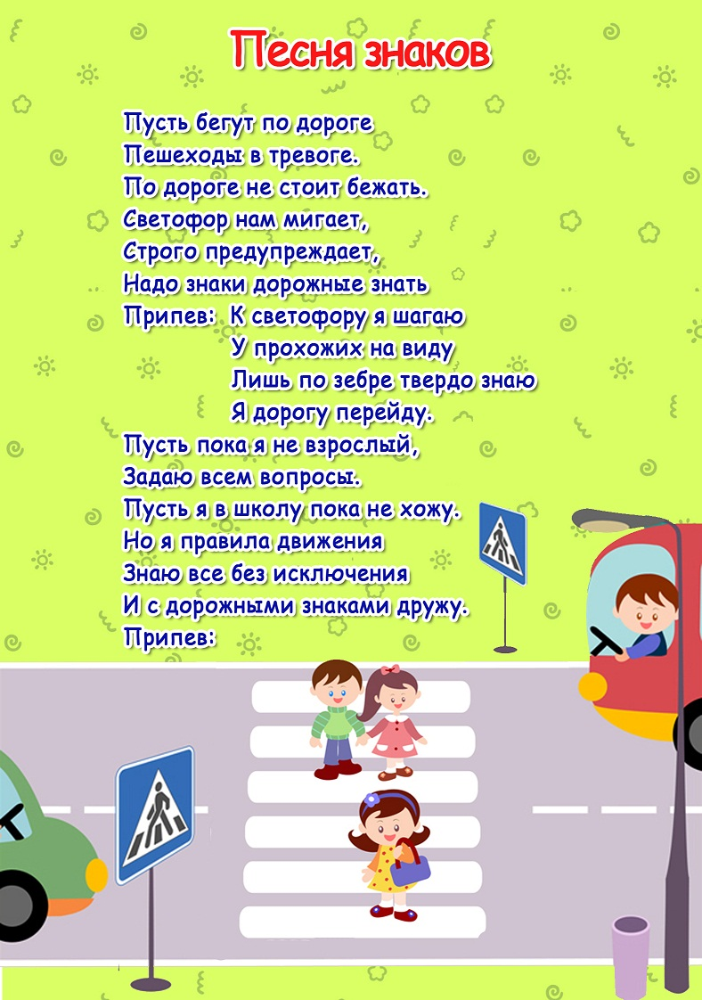 Песня знаков
Пусть бегут по дороге
Пешеходы в тревоге.
По дороге не стоит бежать.
Светофор нам мигает,
Строго предупреждает,
Надо знаки дорожные знать
Припев: К светофору я шагаю
У прохожих на виду
Лишь по зебре твердо знаю
Я дорогу перейду.
Пусть пока я не взрослый,
Задаю всем вопросы.
Пусть я в школу пока не хожу.
Но я правила движения
Знаю все без исключения
И с дорожными знаками дружу.
Припев: